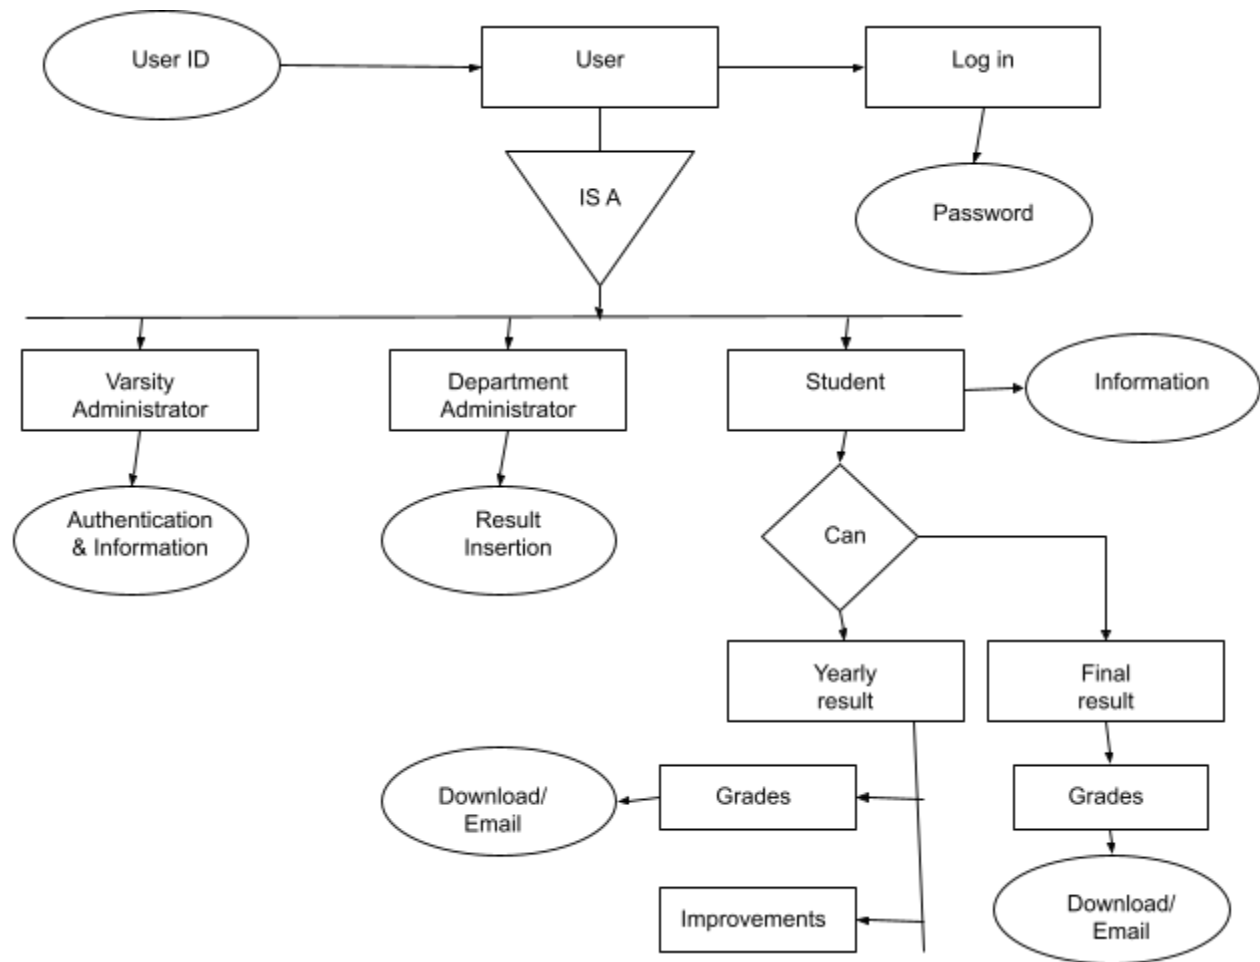 User ID
User
Log in
IS A
Password
Varsity
Administrator
Department
Administrator
Student
Information
Authentication
& Information
Result
Insertion
Can
Yearly
result
Final
result
Download/
Email
Grades
Grades
Improvements
Download/
Email